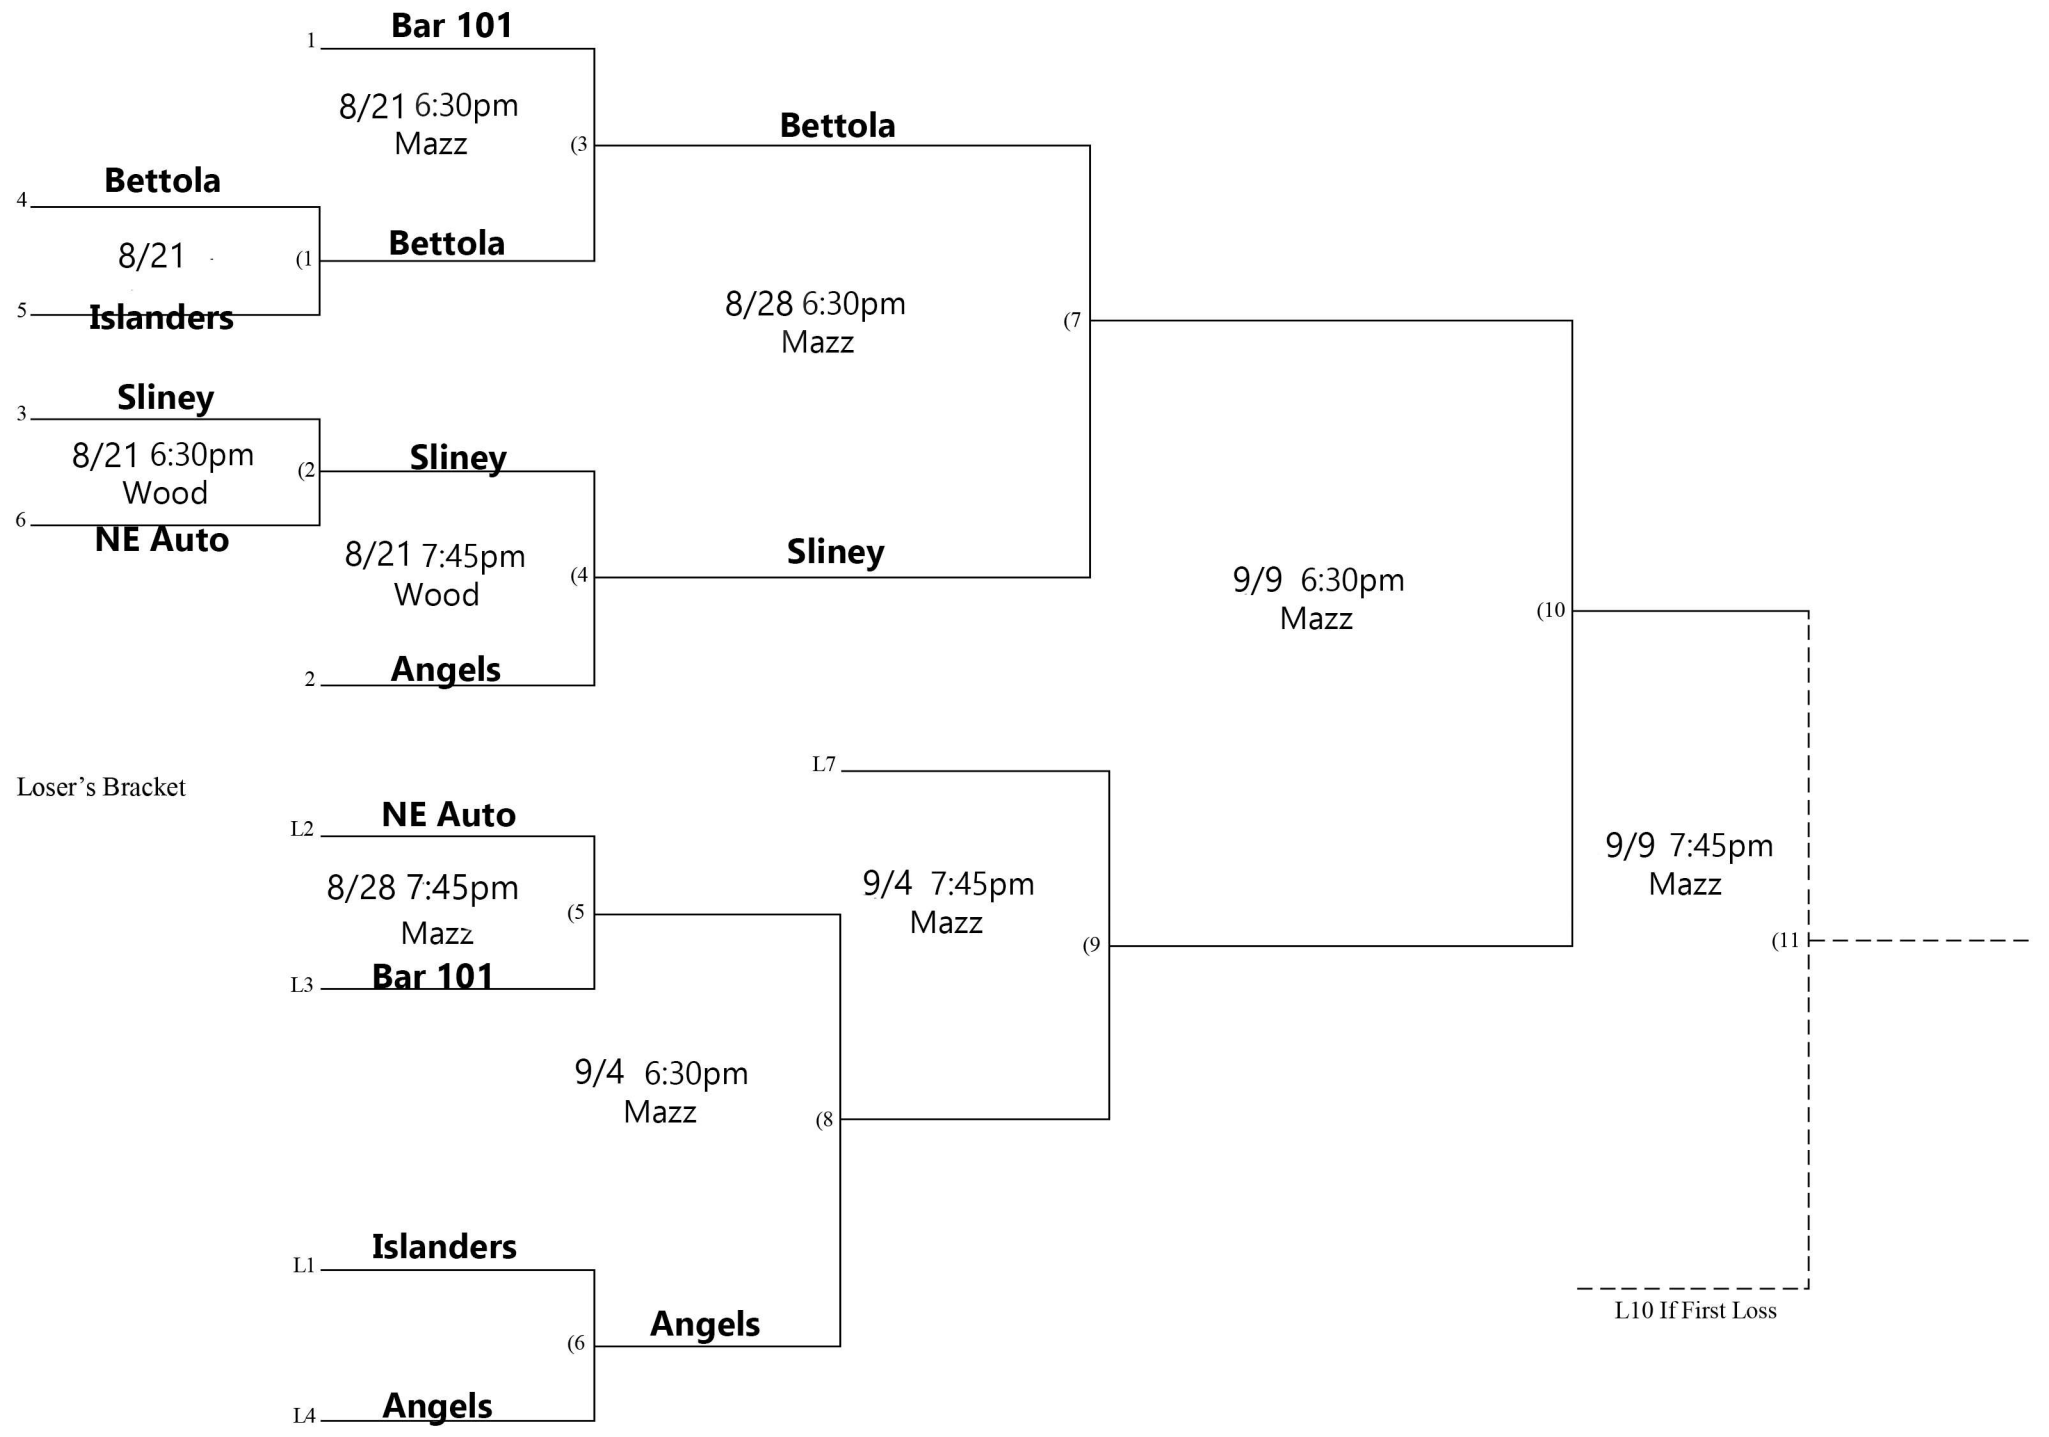 Bar 101
1
8/21 6:30pm
Mazz
(3
Bettola
Bettola
4
8/21
(1
Bettola
5
Islanders
8/28 6:30pm
Mazz
(7
Sliney
3
8/21 6:30pm
Wood
(2
Sliney
6
NE Auto
8/21 7:45pm
Wood
(4
Sliney
2
Angels
9/9 6:30pm
Mazz
(10
L7
Loser's Bracket
NE Auto
L2
8/28 7:45pm
Mazz
(5
L3
Bar 101
9/4 7:45pm
Mazz
(9
9/9 7:45pm
Mazz
(11
9/4 6:30pm
Mazz
(8
Islanders
L1
(6
Angels
L4
Angels
L10 If First Loss